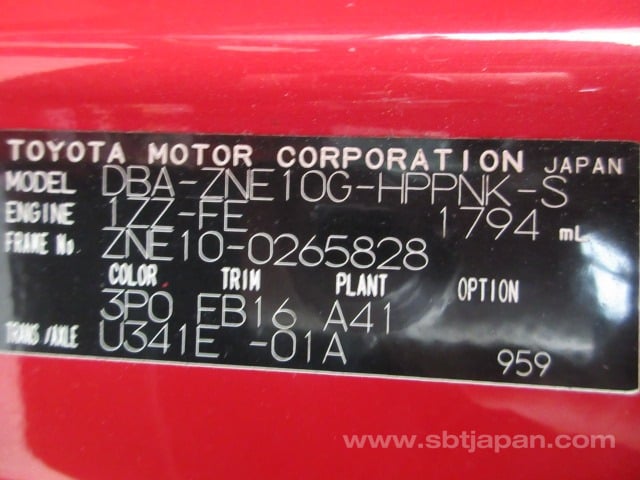 TOYOTA MOTOR CORPORATION JAPAN
MODEL DBA-ZNE10G-HPPNK-S
ENGINE 1ZZ-FE 1794 mL
FRAME No. ZNE10-0265828
COLOR TRIM PLANT OPTION
3P0 FB16 A41
TRANS/AXLE U341E -01A
959
www.sbtjapan.com